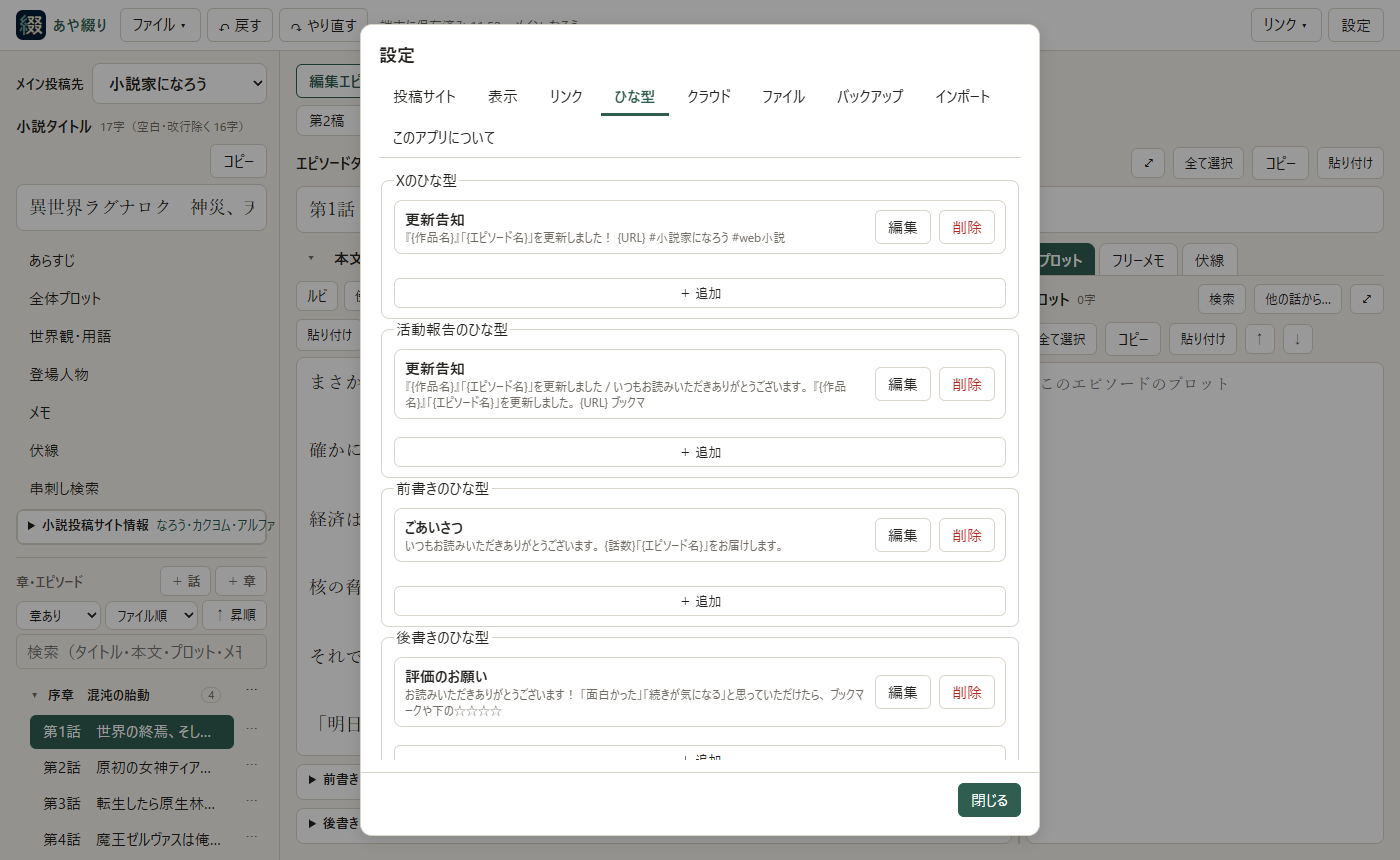 綴 あや綴り ファイル▾ 戻す やり直す リンク▾ 設定
メイン投稿先 小説家になろう
小説タイトル 17字（空白・改行除く16字）
コピー
異世界ラグナロク　神災、
あらすじ
全体プロット
世界観・用語
登場人物
メモ
伏線
串刺し検索
▶ 小説投稿サイト情報 なろう・カクヨム・アルファ
章・エピソード ＋ 話 ＋ 章
章あり ファイル順 ↑ 昇順
検索（タイトル・本文・プロット・メモ
▾ 序章　混沌の胎動 4 …
第1話　世界の終焉、そし… …
第2話　原初の女神ティア… …
第3話　転生したら原生林… …
第4話　魔王ゼルヴァスは俺… …
編集エピ
第2稿
エピソードタ
第1話
▾ 本文
ルビ
貼り付け
まさか
確かに
経済は
核の脅
それで
「明日
▶ 前書き
▶ 後書き
設定
投稿サイト 表示 リンク ひな型 クラウド ファイル バックアップ インポート
このアプリについて
Xのひな型
更新告知
『{作品名}』「{エピソード名}」を更新しました！ {URL} #小説家になろう #web小説
編集 削除
＋ 追加
活動報告のひな型
更新告知
『{作品名}』「{エピソード名}」を更新しました / いつもお読みいただきありがとうございます。『{作品
名}』「{エピソード名}」を更新しました。{URL} ブックマ
編集 削除
＋ 追加
前書きのひな型
ごあいさつ
いつもお読みいただきありがとうございます。{話数}「{エピソード名}」をお届けします。
編集 削除
＋ 追加
後書きのひな型
評価のお願い
お読みいただきありがとうございます！「面白かった」「続きが気になる」と思っていただけたら、ブックマ
ークや下の☆☆☆☆
編集 削除
＋ 追加
閉じる
⤢ 全て選択 コピー 貼り付け
プロット フリーメモ 伏線
ロット 0字 検索 他の話から… ⤢
全て選択 コピー 貼り付け ↑ ↓
このエピソードのプロット